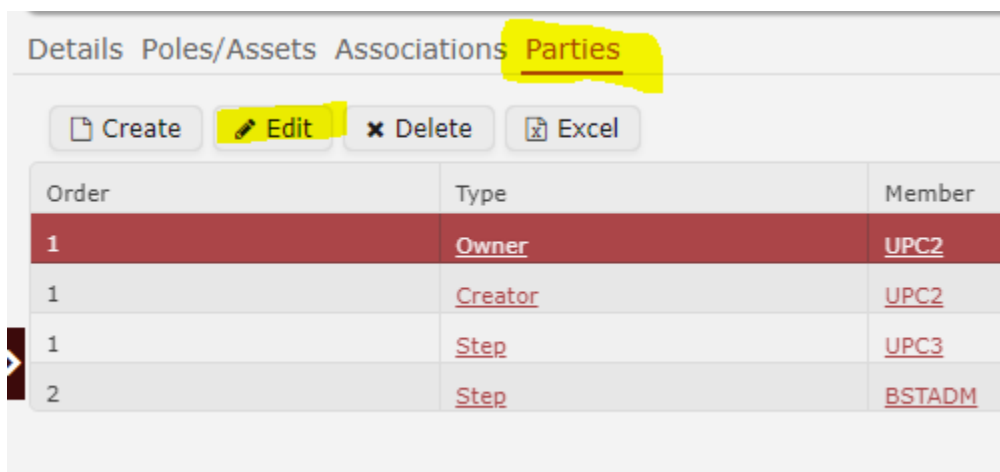 Details Poles/Assets Associations Parties
Create Edit Delete Excel
Order Type Member
1 Owner UPC2
1 Creator UPC2
1 Step UPC3
2 Step BSTADM